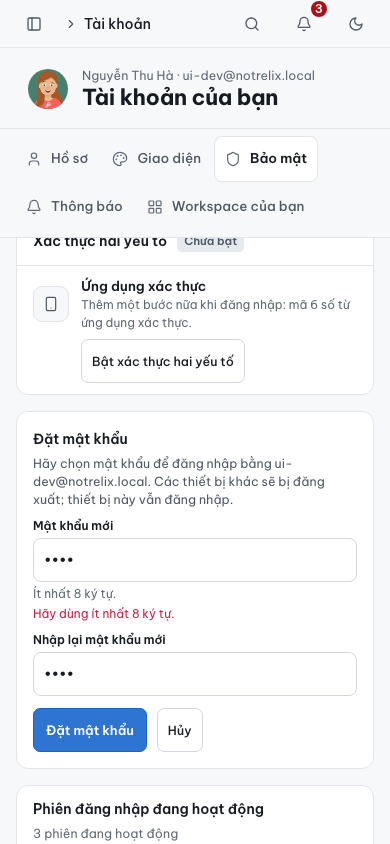 Tài khoản
3
Nguyễn Thu Hà · ui-dev@notrelix.local
Tài khoản của bạn
Hồ sơ
Giao diện
Bảo mật
Thông báo
Workspace của bạn
Xác thực hai yếu tố
Chưa bật
Ứng dụng xác thực
Thêm một bước nữa khi đăng nhập: mã 6 số từ
ứng dụng xác thực.
Bật xác thực hai yếu tố
Đặt mật khẩu
Hãy chọn mật khẩu để đăng nhập bằng ui-
dev@notrelix.local. Các thiết bị khác sẽ bị đăng
xuất; thiết bị này vẫn đăng nhập.
Mật khẩu mới
••••
Ít nhất 8 ký tự.
Hãy dùng ít nhất 8 ký tự.
Nhập lại mật khẩu mới
••••
Đặt mật khẩu
Hủy
Phiên đăng nhập đang hoạt động
3 phiên đang hoạt động